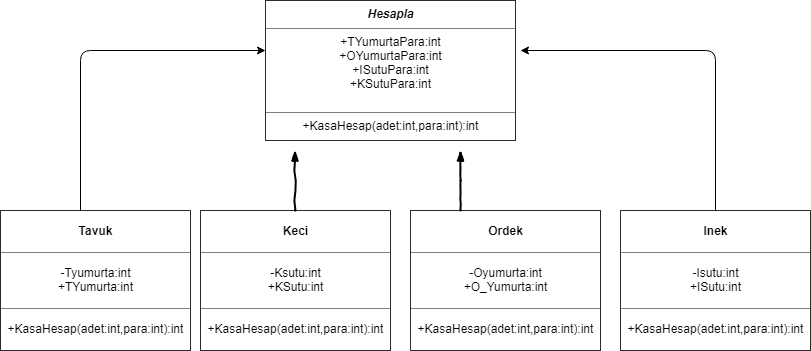 Hesapla
+TYumurtaPara:int
+OYumurtaPara:int
+ISutuPara:int
+KSutuPara:int
+KasaHesap(adet:int,para:int):int
Tavuk
-Tyumurta:int
+TYumurta:int
+KasaHesap(adet:int,para:int):int
Keci
-Ksutu:int
+KSutu:int
+KasaHesap(adet:int,para:int):int
Ordek
-Oyumurta:int
+O_Yumurta:int
+KasaHesap(adet:int,para:int):int
Inek
-Isutu:int
+ISutu:int
+KasaHesap(adet:int,para:int):int